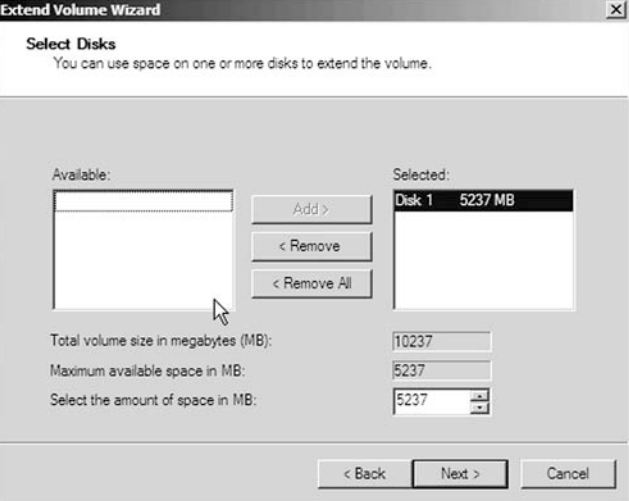 Extend Volume Wizard
Select Disks
You can use space on one or more disks to extend the volume.
Available:
Selected:
Add >
Disk 1 5237 MB
< Remove
< Remove All
Total volume size in megabytes (MB): 10237
Maximum available space in MB: 5237
Select the amount of space in MB: 5237
< Back Next > Cancel